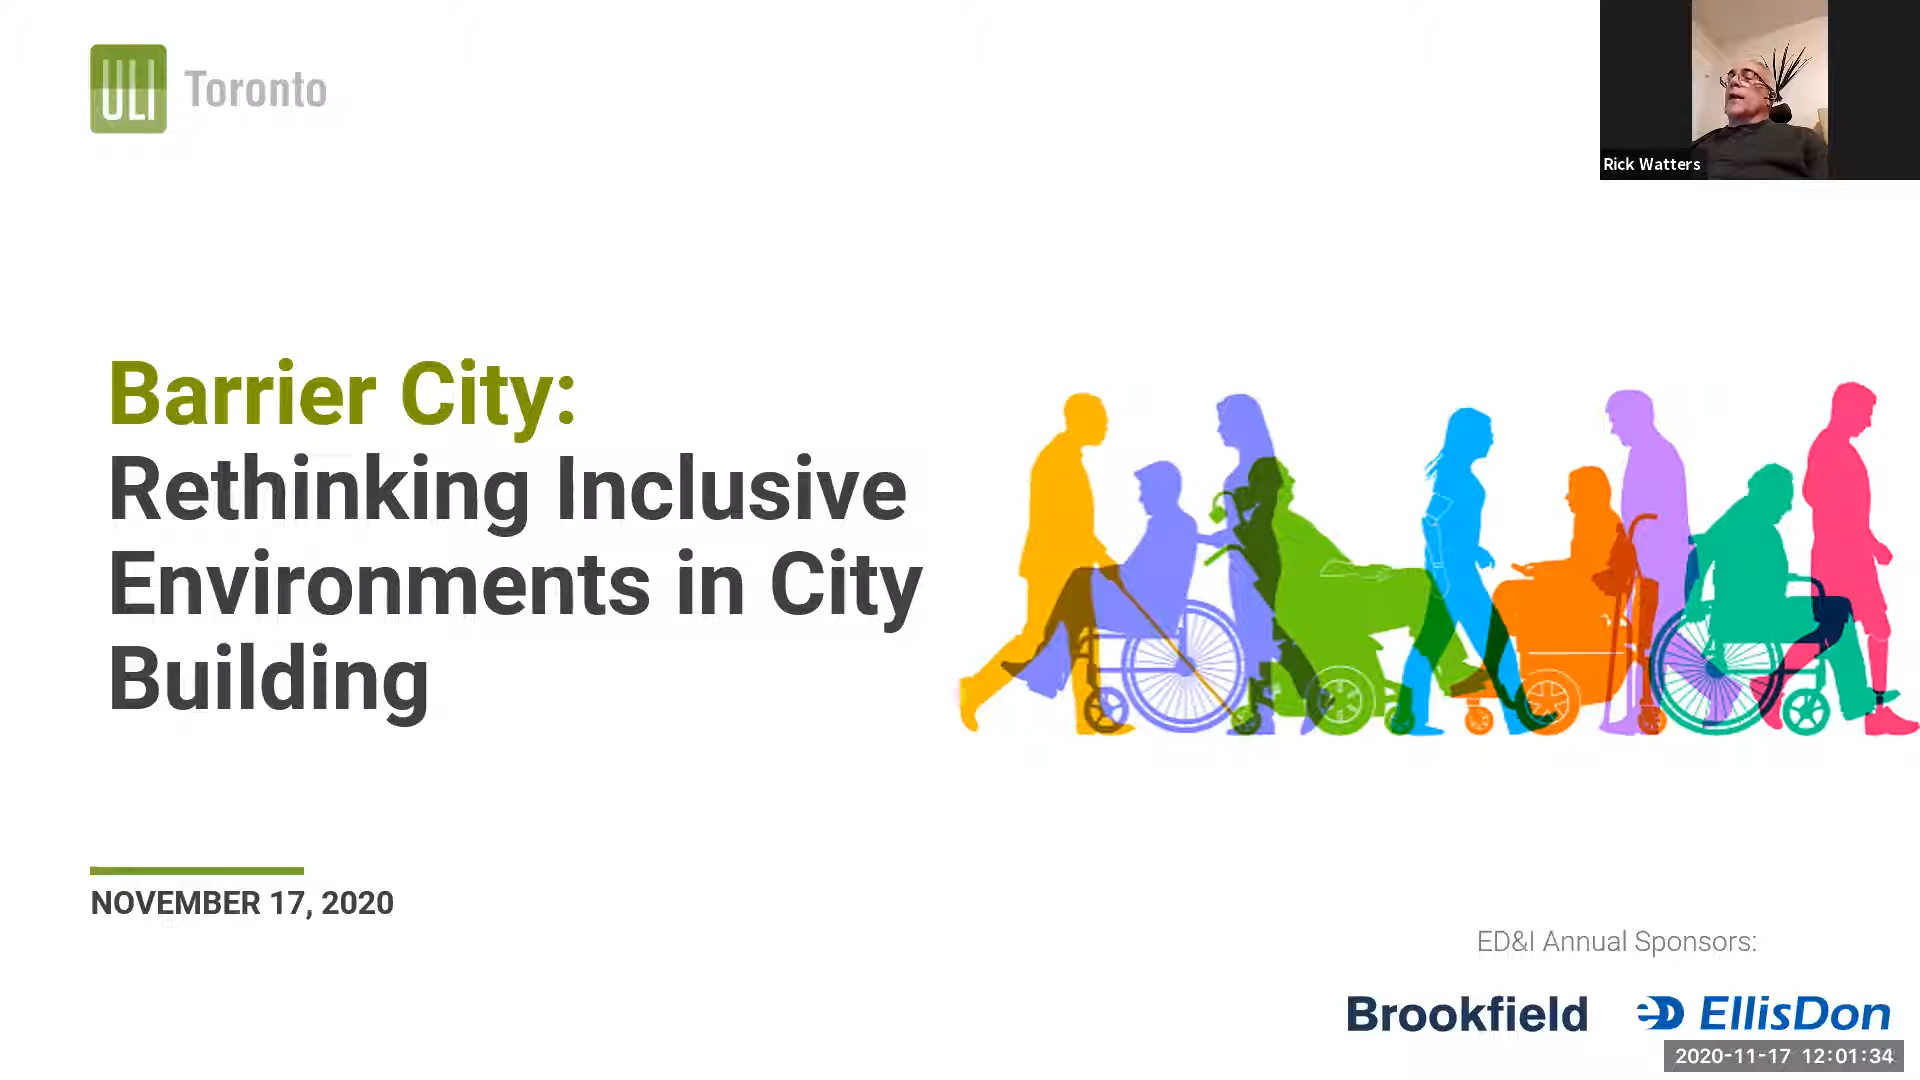 ULI Toronto
Rick Watters
Barrier City:
Rethinking Inclusive
Environments in City
Building
NOVEMBER 17, 2020
ED&I Annual Sponsors:
Brookfield
EllisDon
2020-11-17 12:01:34